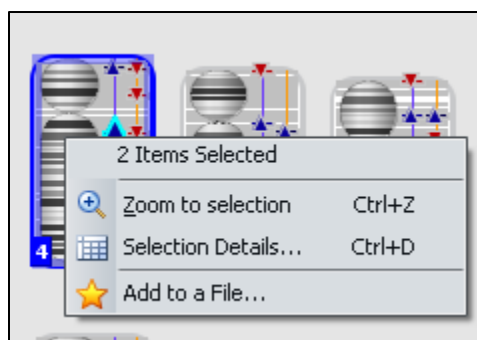 2 Items Selected
Zoom to selection Ctrl+Z
Selection Details... Ctrl+D
4
Add to a File...